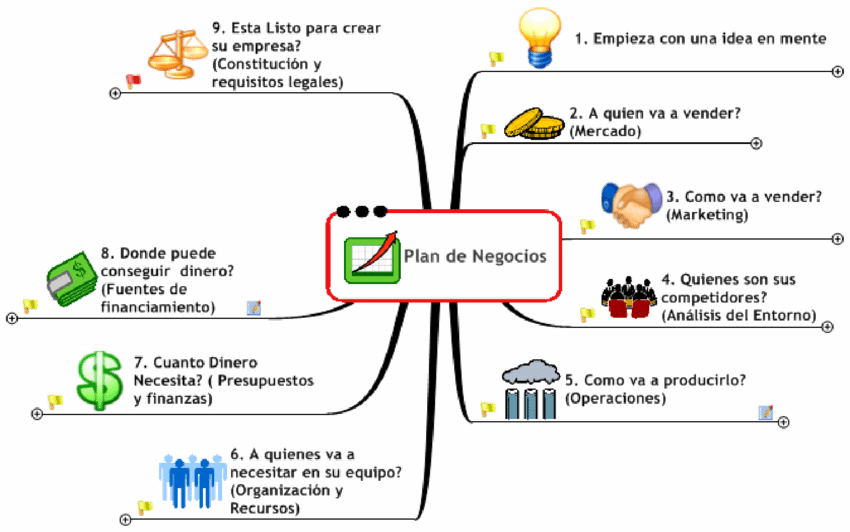 Plan de Negocios
1. Empieza con una idea en mente
2. A quien va a vender?
(Mercado)
3. Como va a vender?
(Marketing)
4. Quienes son sus
competidores?
(Análisis del Entorno)
5. Como va a producirlo?
(Operaciones)
6. A quienes va a
necesitar en su equipo?
(Organización y
Recursos)
7. Cuanto Dinero
Necesita? ( Presupuestos
y finanzas)
8. Donde puede
conseguir dinero?
(Fuentes de
financiamiento)
9. Esta Listo para crear
su empresa?
(Constitución y
requisitos legales)